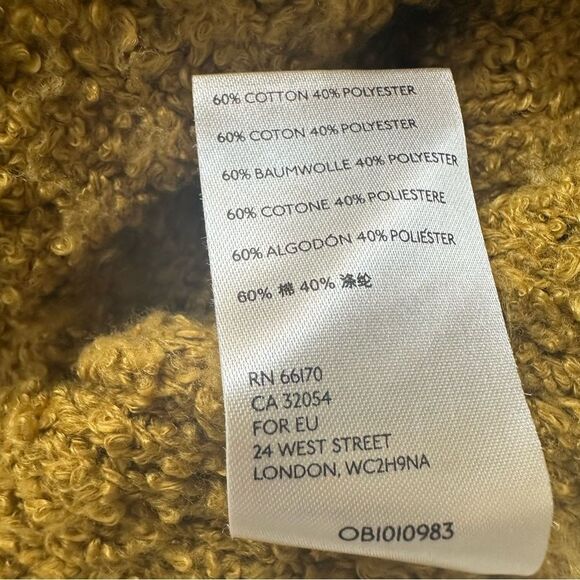 60% COTTON 40% POLYESTER
60% COTON 40% POLYESTER
60% BAUMWOLLE 40% POLYESTER
60% COTONE 40% POLIESTERE
60% ALGODÓN 40% POLIÉSTER
60% 棉 40% 涤纶
RN 66170
CA 32054
FOR EU
24 WEST STREET
LONDON, WC2H9NA
OB1010983